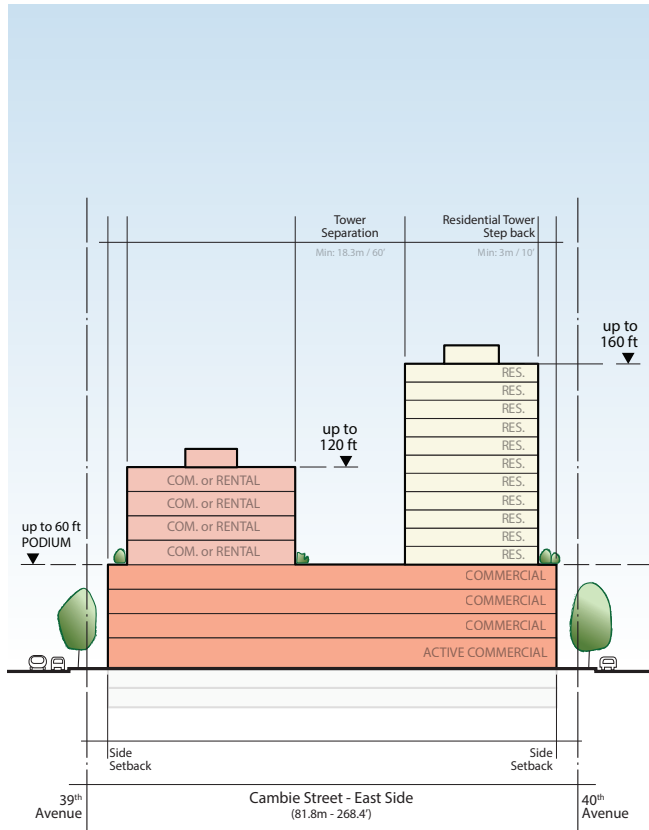 Tower
Separation
Min: 18.3m / 60'
Residential Tower
Step back
Min: 3m / 10'
up to
160 ft
RES.
RES.
RES.
RES.
RES.
RES.
RES.
RES.
RES.
RES.
RES.
up to
120 ft
COM. or RENTAL
COM. or RENTAL
COM. or RENTAL
COM. or RENTAL
up to 60 ft
PODIUM
COMMERCIAL
COMMERCIAL
COMMERCIAL
ACTIVE COMMERCIAL
Side
Setback
Side
Setback
39th
Avenue
Cambie Street - East Side
(81.8m - 268.4')
40th
Avenue